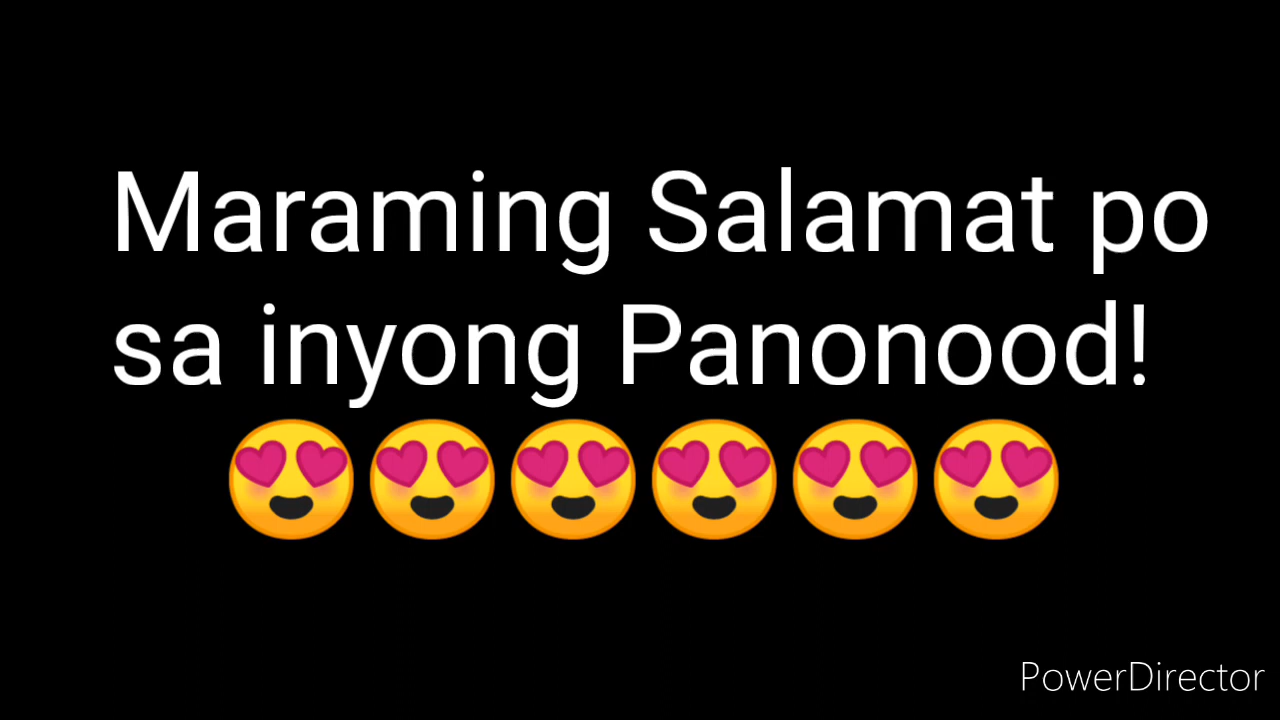 Maraming Salamat po
sa inyong Panonood!
😍😍😍😍😍😍
PowerDirector